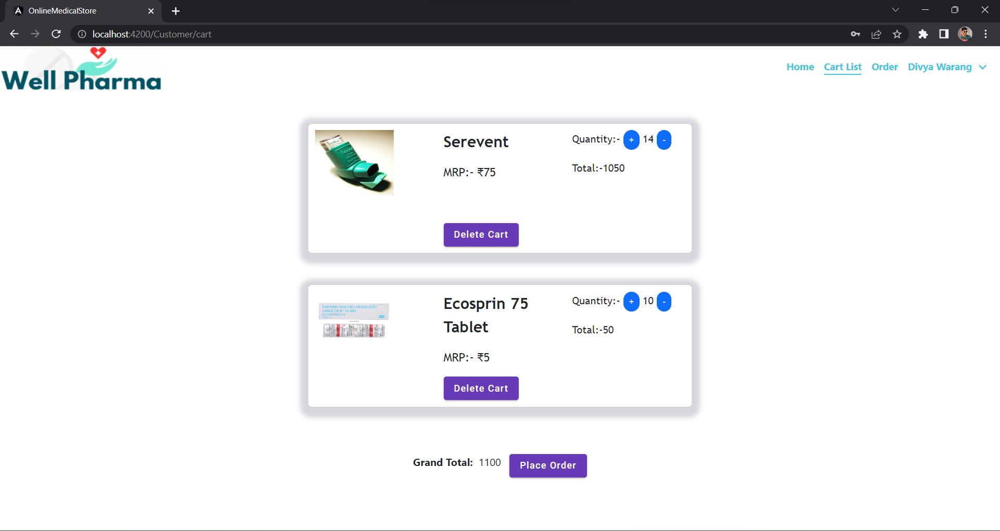 OnlineMedicalStore
localhost:4200/Customer/cart
Well Pharma
Home Cart List Order Divya Warang
Serevent
MRP:- ₹75
Quantity:- + 14 -
Total:-1050
Delete Cart
ASPIRIN GASTRO-RESISTANT
TABLETS IP 75 MG
ECOSPRIN-75
Ecosprin 75
Tablet
MRP:- ₹5
Quantity:- + 10 -
Total:-50
Delete Cart
Grand Total: 1100 Place Order